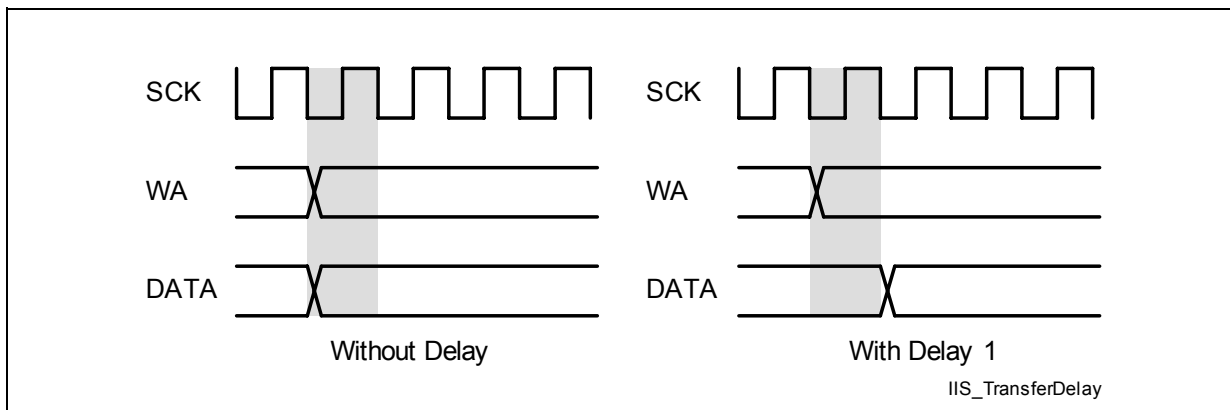 SCK
WA
DATA
Without Delay
SCK
WA
DATA
With Delay 1
IIS_TransferDelay